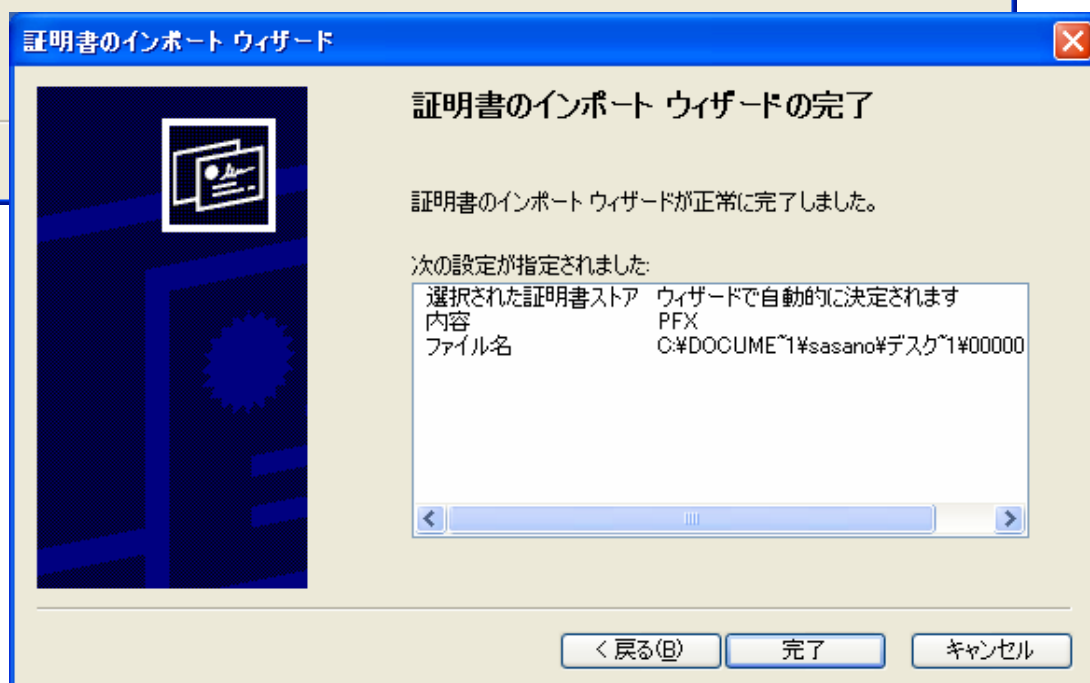 証明書のインポート ウィザード
証明書のインポート ウィザードの完了
証明書のインポート ウィザードが正常に完了しました。
次の設定が指定されました:
選択された証明書ストア ウィザードで自動的に決定されます
内容 PFX
ファイル名 C:¥DOCUME~1¥sasano¥デスク~1¥00000
< 戻る(B) 完了 キャンセル